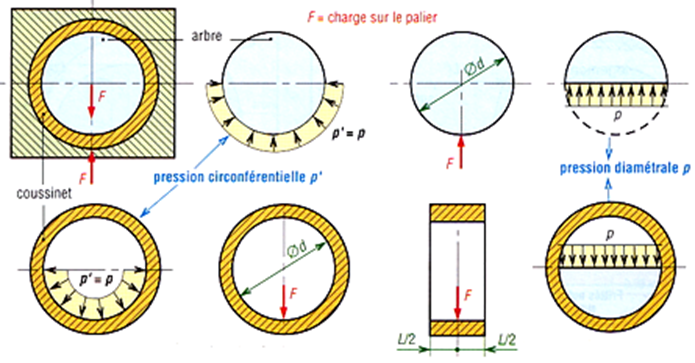 F = charge sur le palier
arbre
F
F
p' = p
Ød
F
p
coussinet
pression circonférentielle p'
pression diamétrale p
p' = p
Ød
F
F
p
L/2
L/2